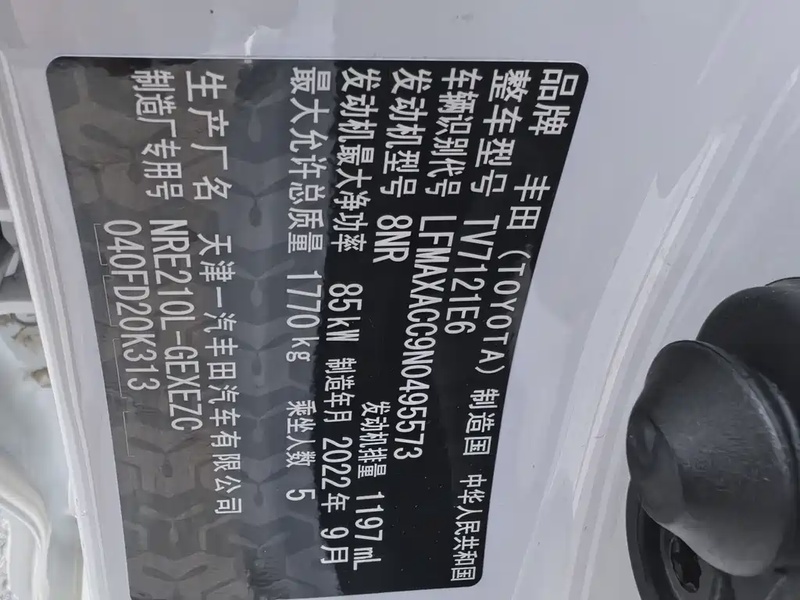 品牌 丰田（TOYOTA） 制造国 中华人民共和国
整车型号 TV7121E6
车辆识别代号 LFMAXACC9N0495573
发动机型号 8NR 发动机排量 1197mL
发动机最大净功率 85kW 制造年月 2022年 9月
最大允许总质量 1770kg 乘坐人数 5
生产厂名 天津一汽丰田汽车有限公司
制造厂专用号 NRE210L-GEXEZC
040FD20K313